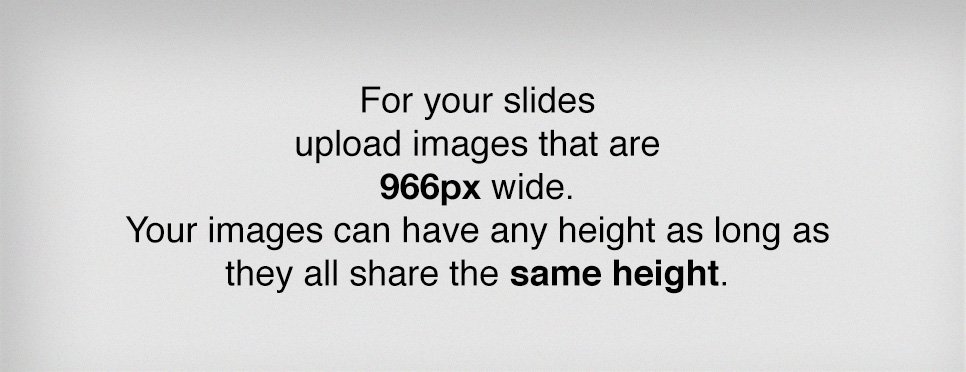 For your slides
upload images that are
966px wide.
Your images can have any height as long as
they all share the same height.